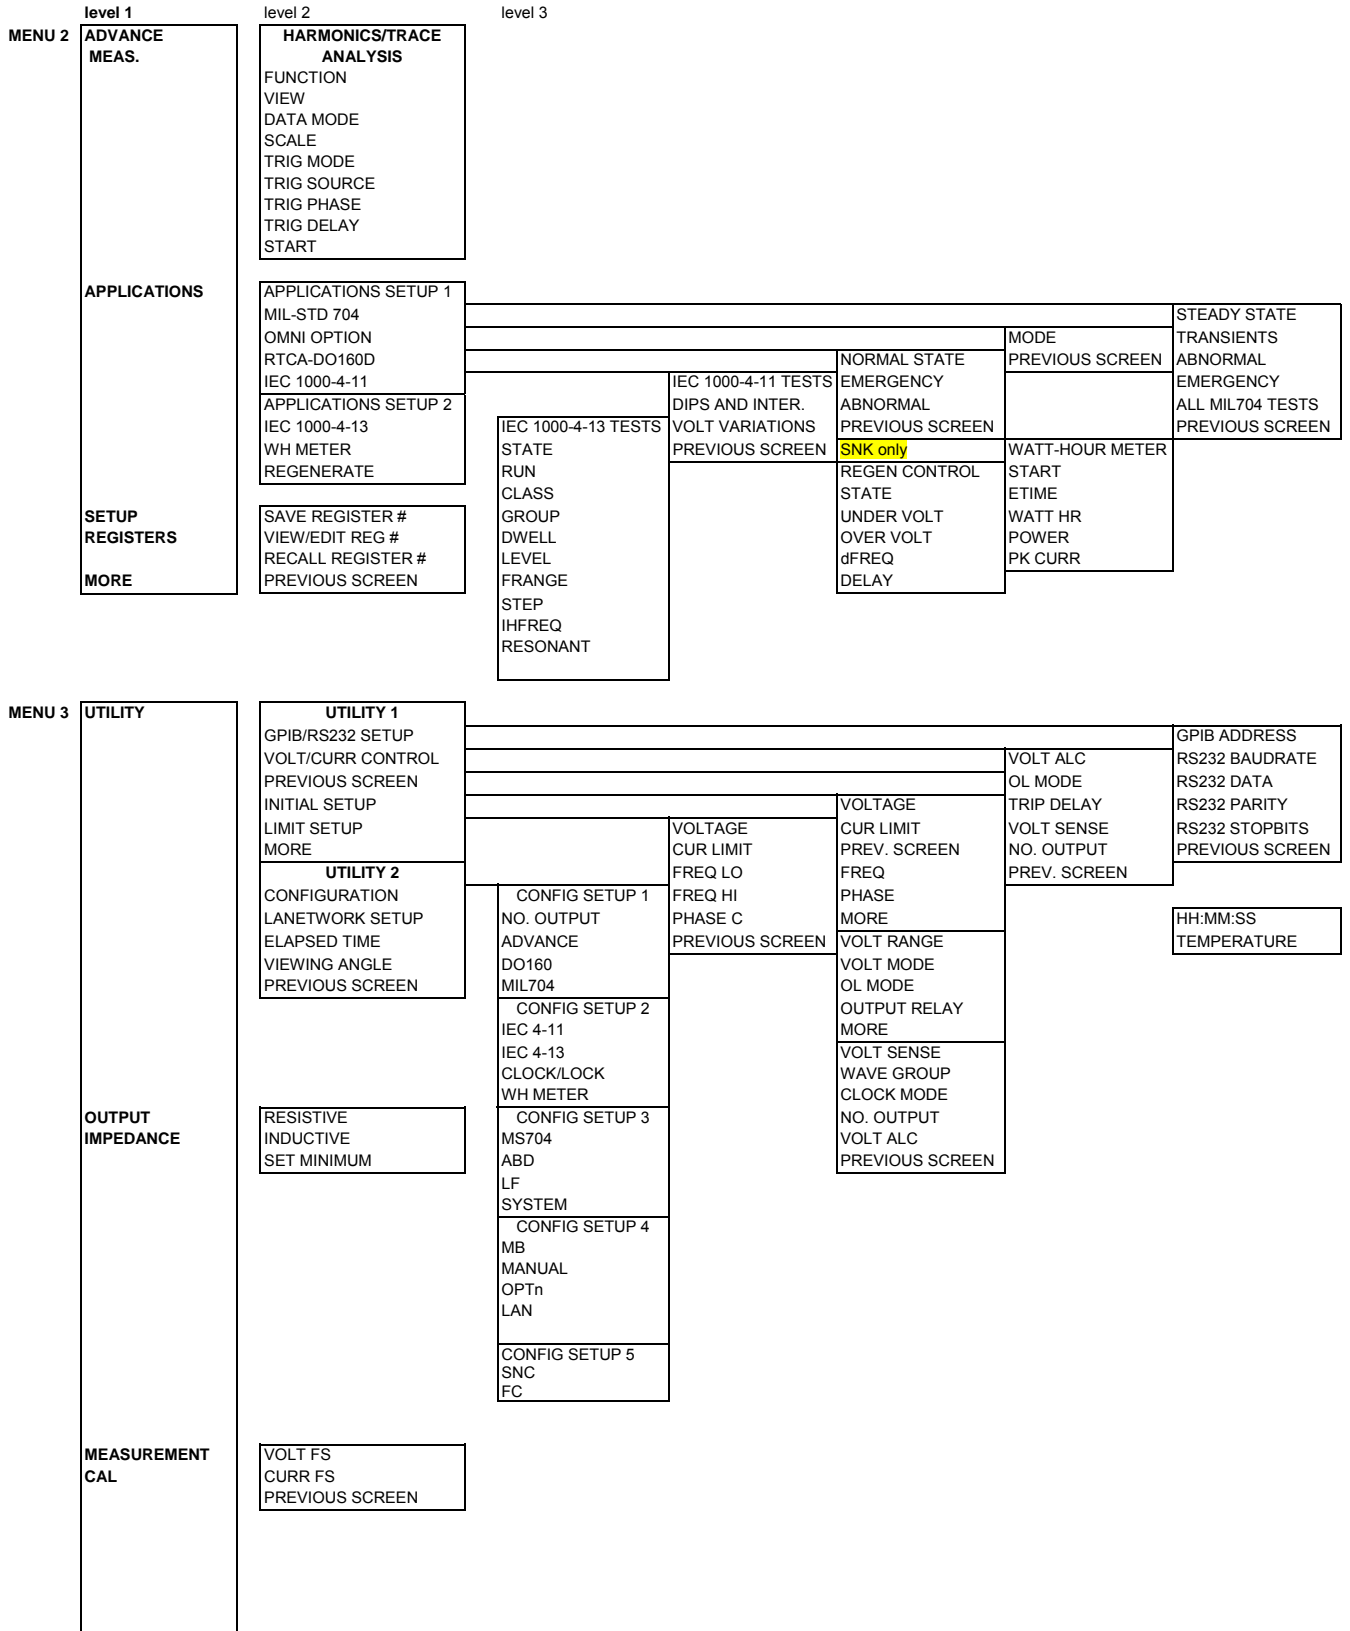 level 1 level 2 level 3
MENU 2 ADVANCE HARMONICS/TRACE
MEAS. ANALYSIS
FUNCTION
VIEW
DATA MODE
SCALE
TRIG MODE
TRIG SOURCE
TRIG PHASE
TRIG DELAY
START
APPLICATIONS APPLICATIONS SETUP 1
MIL-STD 704 STEADY STATE
OMNI OPTION MODE TRANSIENTS
RTCA-DO160D NORMAL STATE PREVIOUS SCREEN ABNORMAL
IEC 1000-4-11 IEC 1000-4-11 TESTS EMERGENCY EMERGENCY
APPLICATIONS SETUP 2 DIPS AND INTER. ABNORMAL ALL MIL704 TESTS
IEC 1000-4-13 IEC 1000-4-13 TESTS VOLT VARIATIONS PREVIOUS SCREEN PREVIOUS SCREEN
WH METER STATE PREVIOUS SCREEN SNK only WATT-HOUR METER
REGENERATE RUN REGEN CONTROL START
CLASS STATE ETIME
SETUP SAVE REGISTER # GROUP UNDER VOLT WATT HR
REGISTERS VIEW/EDIT REG # DWELL OVER VOLT POWER
RECALL REGISTER # LEVEL dFREQ PK CURR
MORE PREVIOUS SCREEN FRANGE DELAY
STEP
IHFREQ
RESONANT
MENU 3 UTILITY UTILITY 1
GPIB/RS232 SETUP GPIB ADDRESS
VOLT/CURR CONTROL VOLT ALC RS232 BAUDRATE
PREVIOUS SCREEN OL MODE RS232 DATA
INITIAL SETUP VOLTAGE TRIP DELAY RS232 PARITY
LIMIT SETUP VOLTAGE CUR LIMIT VOLT SENSE RS232 STOPBITS
MORE CUR LIMIT PREV. SCREEN NO. OUTPUT PREVIOUS SCREEN
UTILITY 2 FREQ LO FREQ PREV. SCREEN
CONFIGURATION CONFIG SETUP 1 FREQ HI PHASE
LANETWORK SETUP NO. OUTPUT PHASE C MORE HH:MM:SS
ELAPSED TIME ADVANCE PREVIOUS SCREEN VOLT RANGE TEMPERATURE
VIEWING ANGLE DO160 VOLT MODE
PREVIOUS SCREEN MIL704 OL MODE
CONFIG SETUP 2 OUTPUT RELAY
IEC 4-11 MORE
IEC 4-13 VOLT SENSE
CLOCK/LOCK WAVE GROUP
WH METER CLOCK MODE
OUTPUT RESISTIVE CONFIG SETUP 3 NO. OUTPUT
IMPEDANCE INDUCTIVE MS704 VOLT ALC
SET MINIMUM ABD PREVIOUS SCREEN
LF
SYSTEM
CONFIG SETUP 4
MB
MANUAL
OPTn
LAN
CONFIG SETUP 5
SNC
FC
MEASUREMENT VOLT FS
CAL CURR FS
PREVIOUS SCREEN